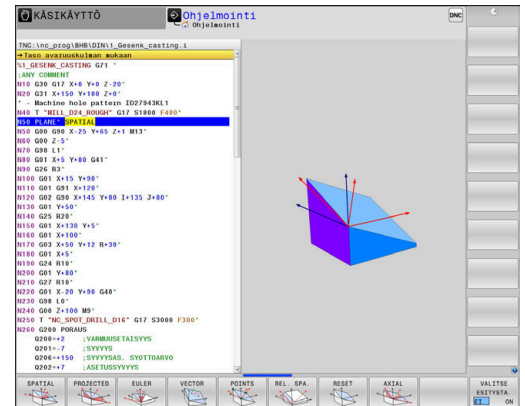 KÄSIKÄYTTÖ
Ohjelmointi
Ohjelmointi
DNC
TNC:\nc_prog\BHB\DIN\1_Gesenk_casting.i
→Taso avaruuskulman mukaan
%1_GESENK_CASTING G71 *
;ANY COMMENT
N10 G30 G17 X+0 Y+0 Z-20*
N20 G31 X+150 Y+100 Z+0*
* - Machine hole pattern ID27943KL1
N40 T "MILL_D24_ROUGH" G17 S1800 F400*
N50 PLANE* SPATIAL
N50 G00 G90 X-25 Y+65 Z+1 M13*
N60 G00 Z-5*
N70 G98 L1*
N80 G01 X+5 Y+80 G41*
N90 G26 R3*
N100 G01 X+15 Y+90*
N110 G01 G91 X+120*
N120 G02 G90 X+145 Y+80 I+135 J+80*
N130 G01 Y+50*
N140 G25 R20*
N150 G01 X+130 Y+5*
N160 G01 X+100*
N170 G03 X+50 Y+12 R+30*
N180 G01 X+5*
N190 G24 R10*
N200 G01 Y+80*
N210 G27 R10*
N220 G01 X-20 Y+90 G40*
N230 G98 L0*
N240 G00 Z+100 M9*
N250 T "NC_SPOT_DRILL_D16" G17 S3000 F300*
N260 G200 PORAUS
Q200=+2 ;VARMUUSETAISYYS
Q201=-7 ;SYVYYS
Q206=+150 ;SYVYYSAS. SYOTTOARVO
Q202=+7 ;ASETUSSYVYYS
SPATIAL
PROJECTED
EULER
VECTOR
POINTS
REL. SPA.
RESET
AXIAL
VALITSE
ESITYSTA.
EI ON